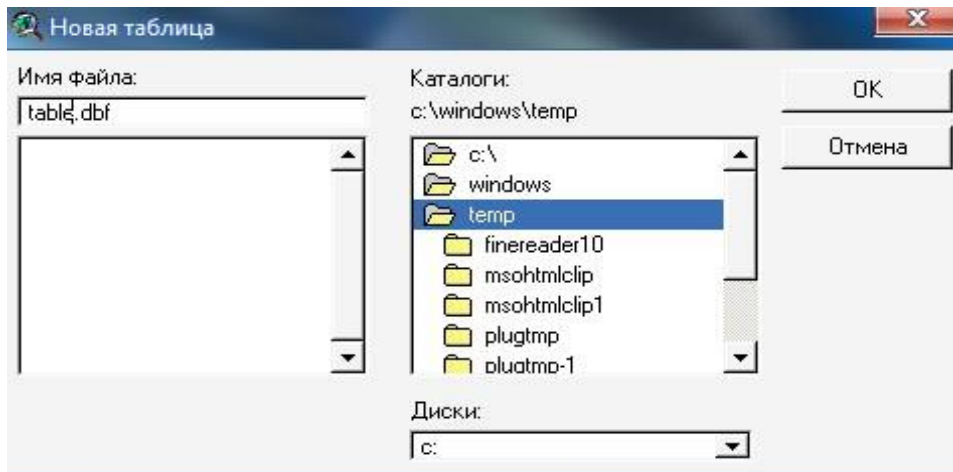 Новая таблица
Имя файла:
table.dbf
Каталоги:
c:\windows\temp
c:\
windows
temp
finereader10
msohtmlclip
msohtmlclip1
plugtmp
plugtmp-1
Диски:
c:
OK
Отмена